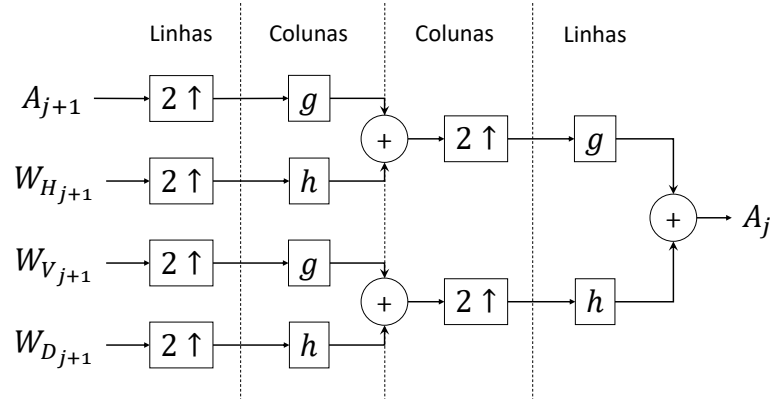 Linhas Colunas Colunas Linhas
A_{j+1} 2 ↑ g
+ 2 ↑ g
W_{H_{j+1}} 2 ↑ h
+ A_j
W_{V_{j+1}} 2 ↑ g
+ 2 ↑ h
W_{D_{j+1}} 2 ↑ h